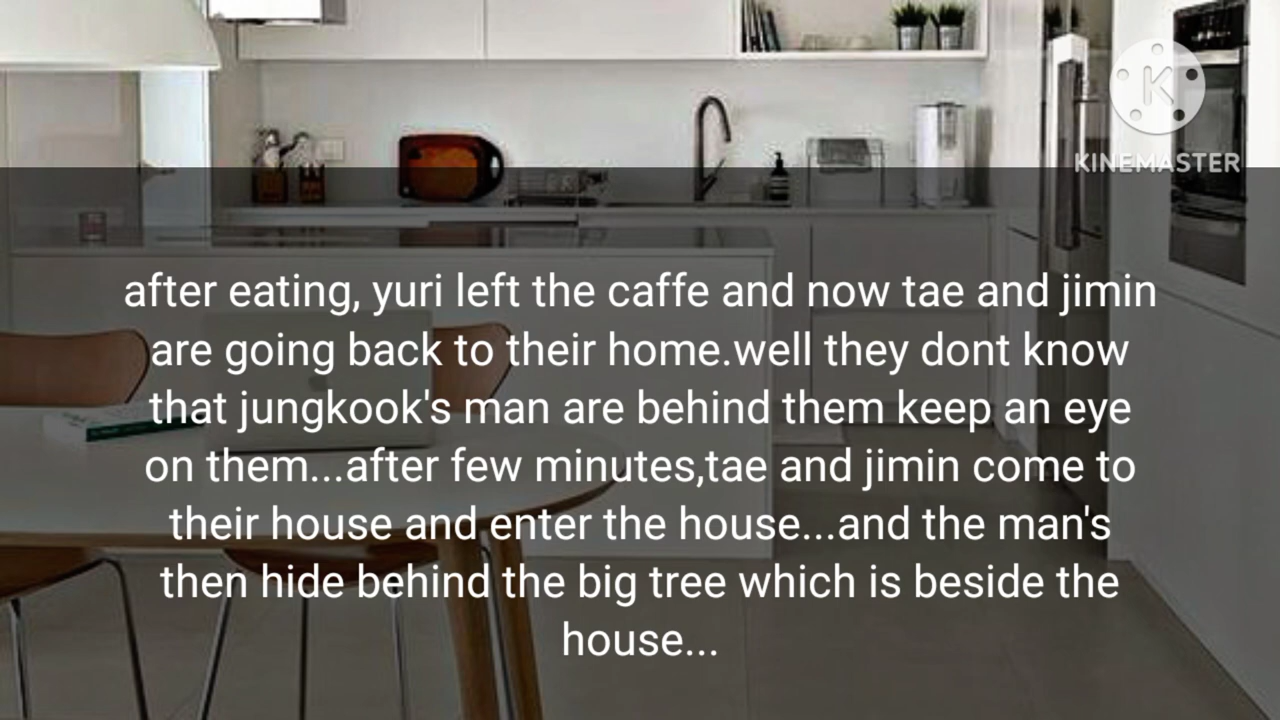 KINEMASTER
after eating, yuri left the caffe and now tae and jimin
are going back to their home.well they dont know
that jungkook's man are behind them keep an eye
on them...after few minutes,tae and jimin come to
their house and enter the house...and the man's
then hide behind the big tree which is beside the
house...